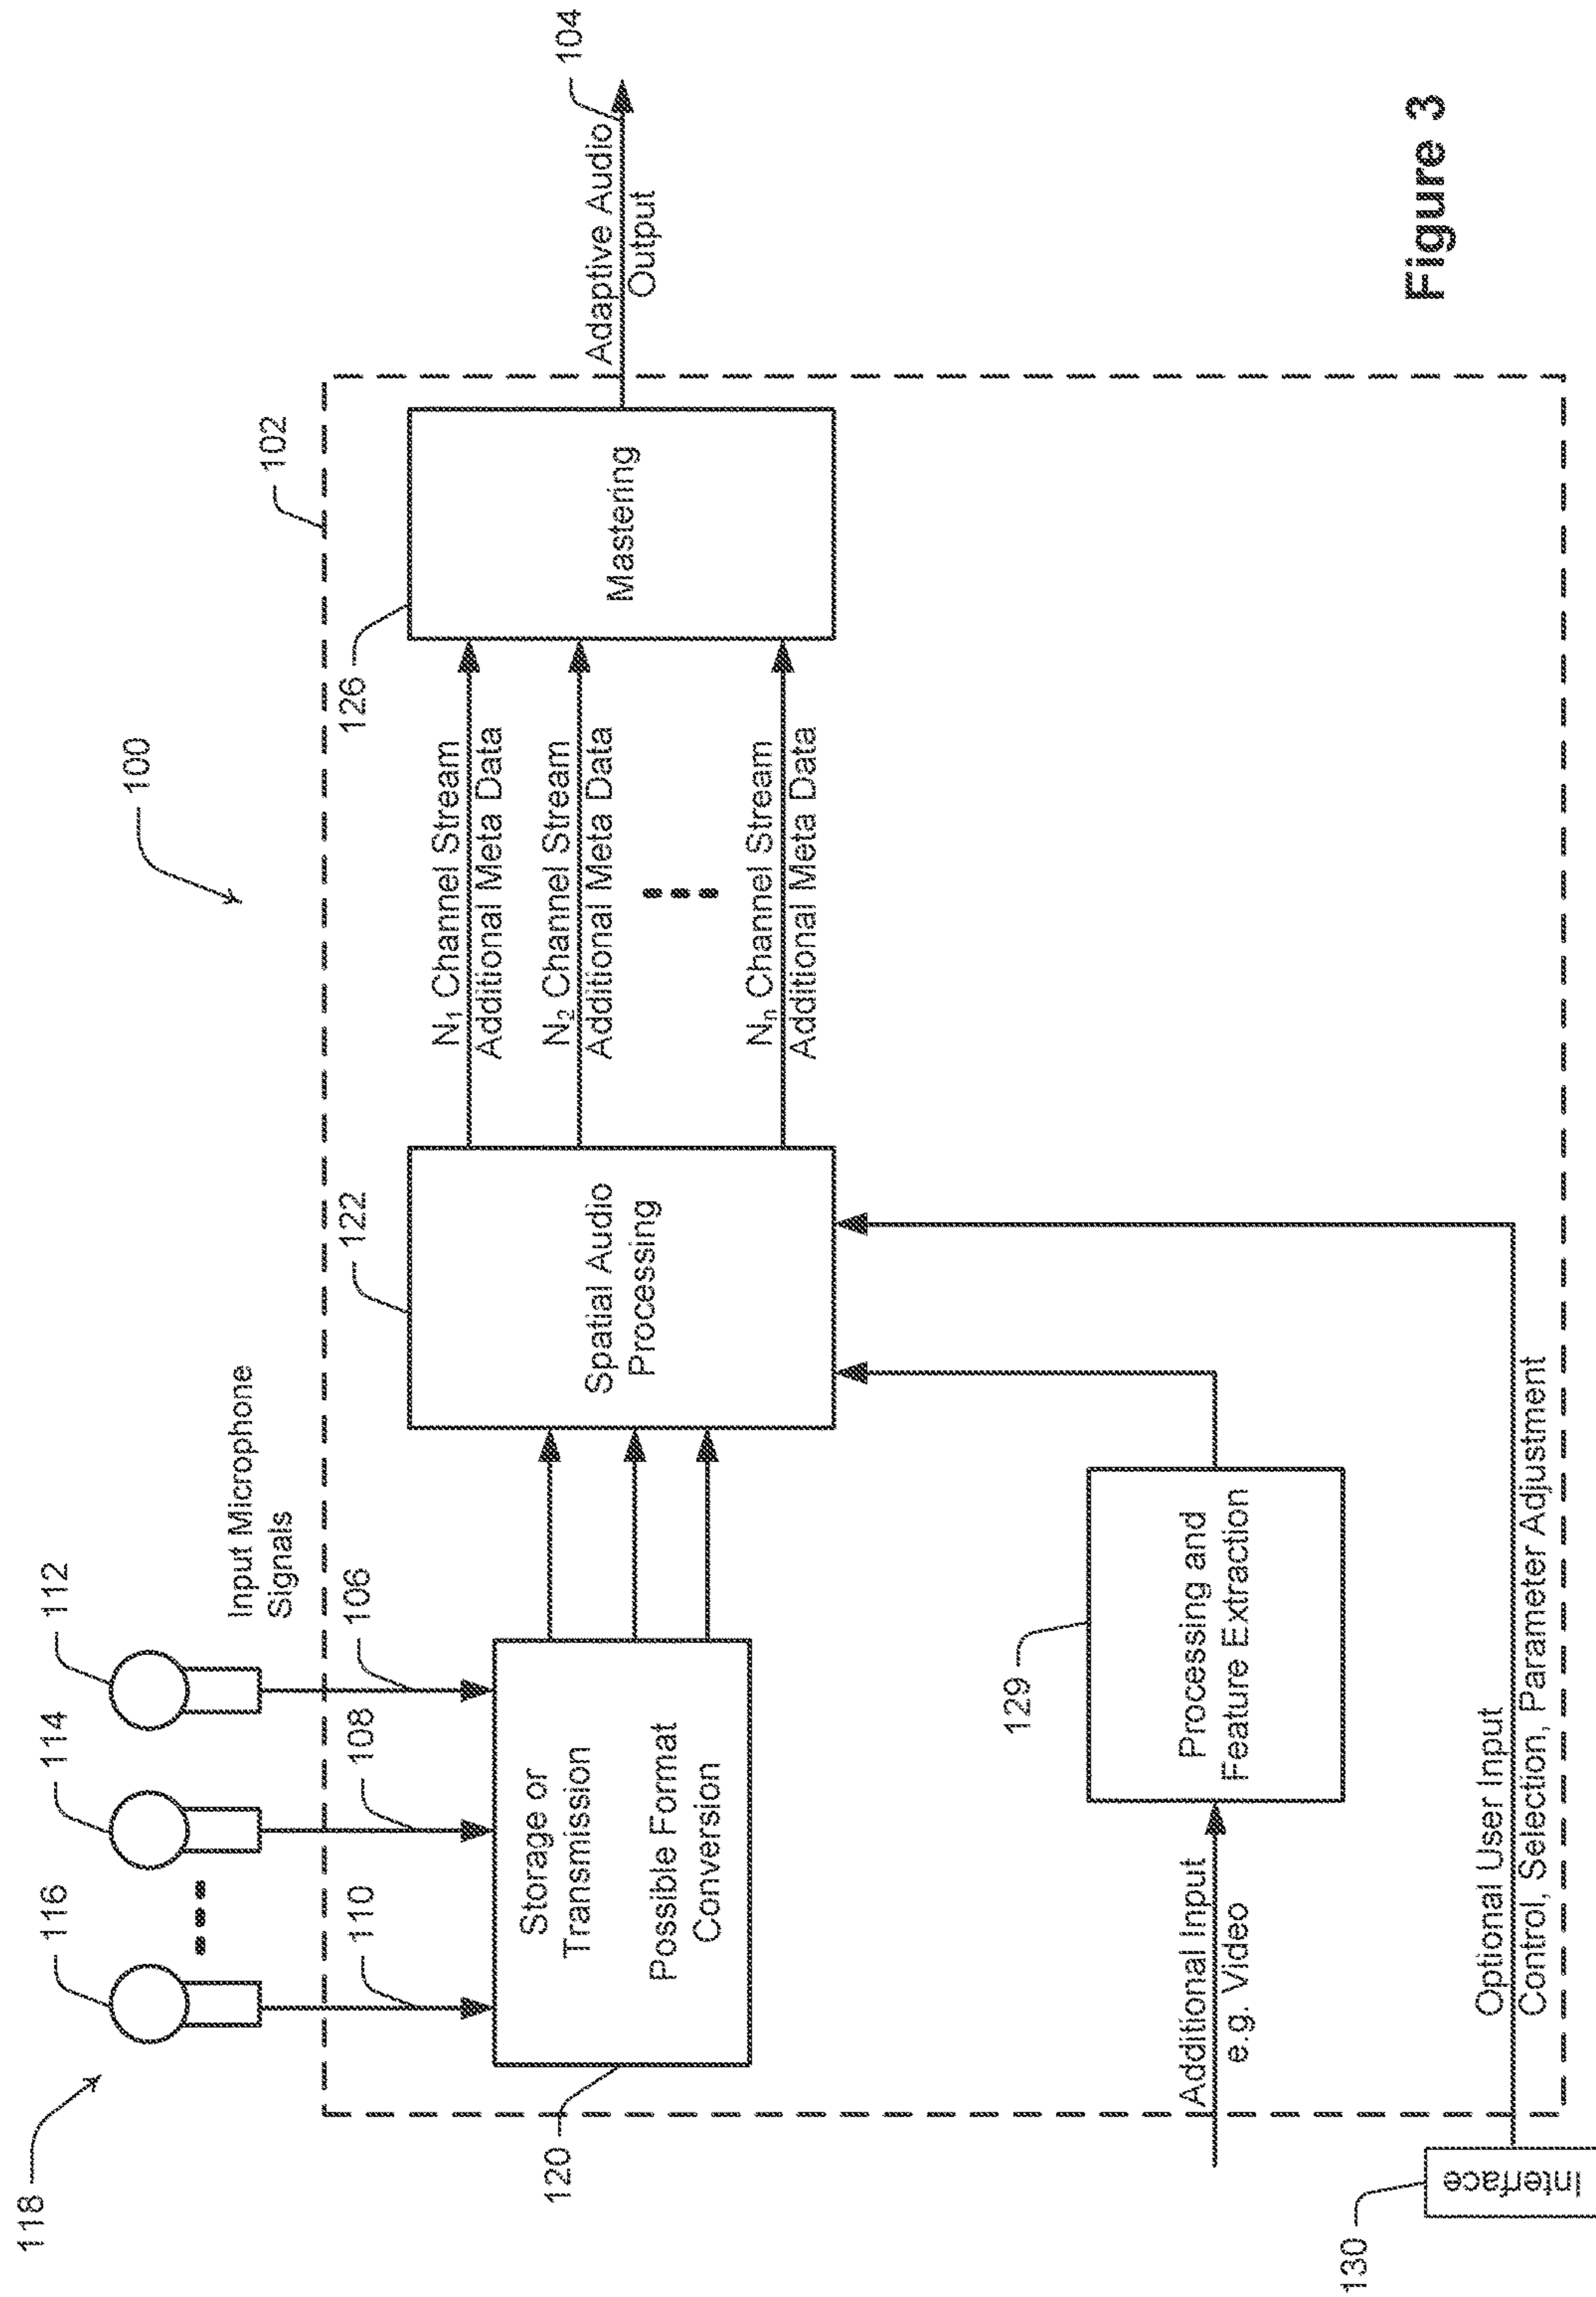 100
118
116
114
112
Input Microphone
Signals
102
110
108
106
120
Storage or
Transmission
Possible Format
Conversion
122
Spatial Audio
Processing
N₁ Channel Stream
Additional Meta Data
N₂ Channel Stream
Additional Meta Data
Nₙ Channel Stream
Additional Meta Data
126
Mastering
Adaptive Audio
Output
104
Additional Input
e.g. Video
129
Processing and
Feature Extraction
130
Interface
Optional User Input
Control, Selection, Parameter Adjustment
Figure 3